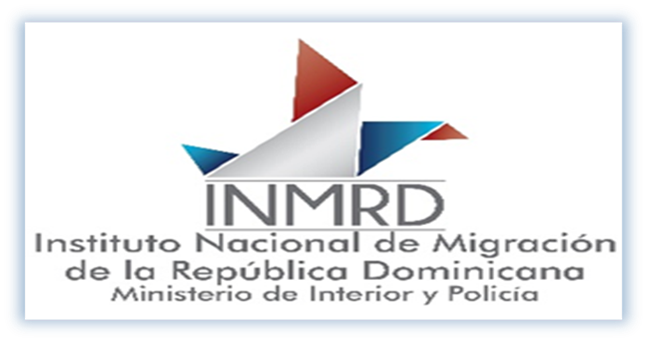 INMRD
Instituto Nacional de Migración
de la República Dominicana
Ministerio de Interior y Policía